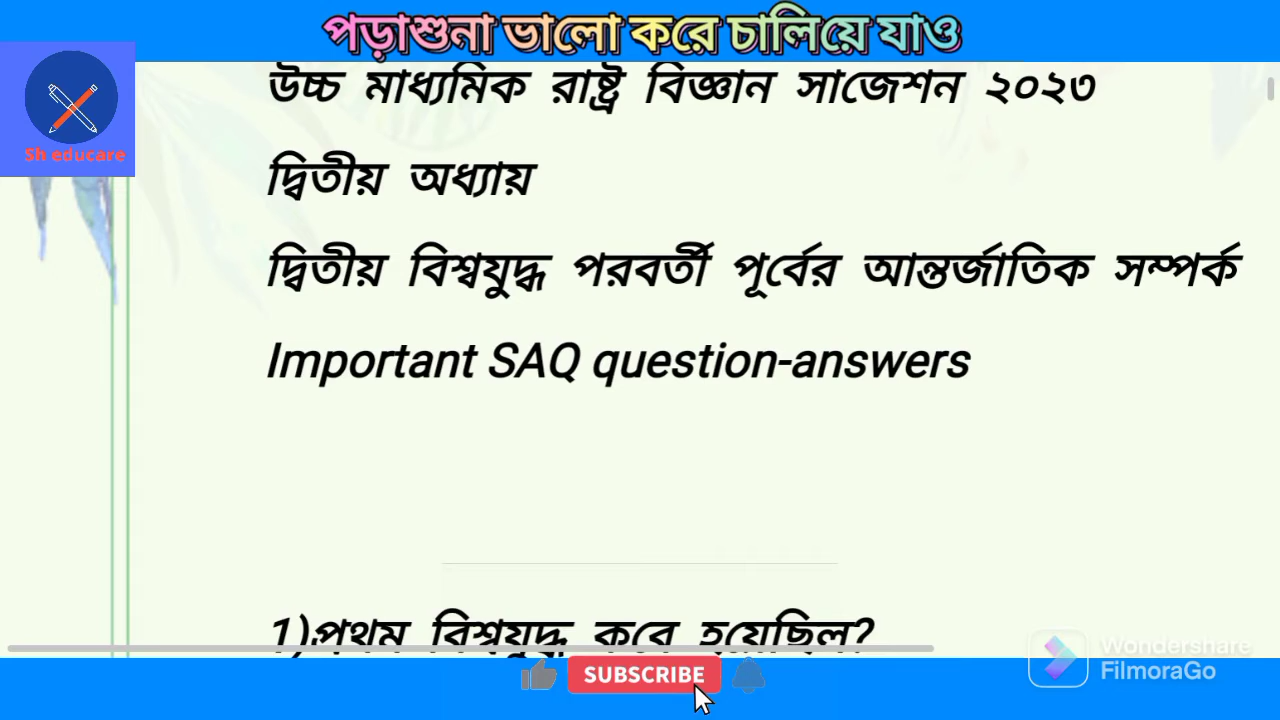 পড়াশুনা ভালো করে চালিয়ে যাও
উচ্চ মাধ্যমিক রাষ্ট্র বিজ্ঞান সাজেশন ২০২৩
Sh educare
দ্বিতীয় অধ্যায়
দ্বিতীয় বিশ্বযুদ্ধ পরবর্তী পূর্বের আন্তর্জাতিক সম্পর্ক
Important SAQ question-answers
1)প্রথম বিশ্বযুদ্ধ কবে হয়েছিল?
Wondershare
FilmoraGo
SUBSCRIBE